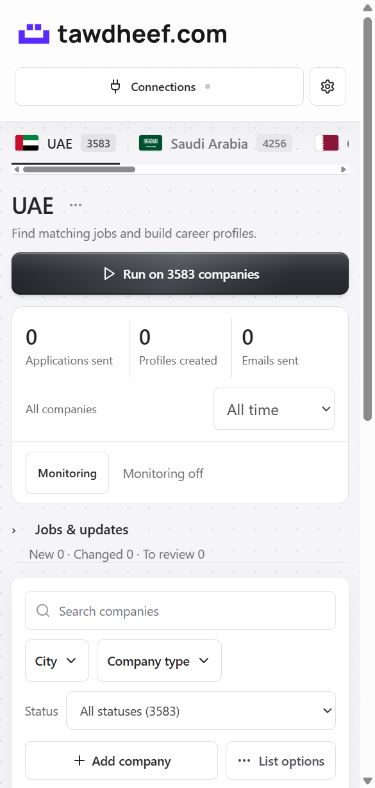 tawdheef.com
Connections
UAE 3583 Saudi Arabia 4256
UAE ...
Find matching jobs and build career profiles.
Run on 3583 companies
0 0 0
Applications sent Profiles created Emails sent
All companies All time
Monitoring Monitoring off
Jobs & updates
New 0 · Changed 0 · To review 0
Search companies
City Company type
Status All statuses (3583)
+ Add company ... List options